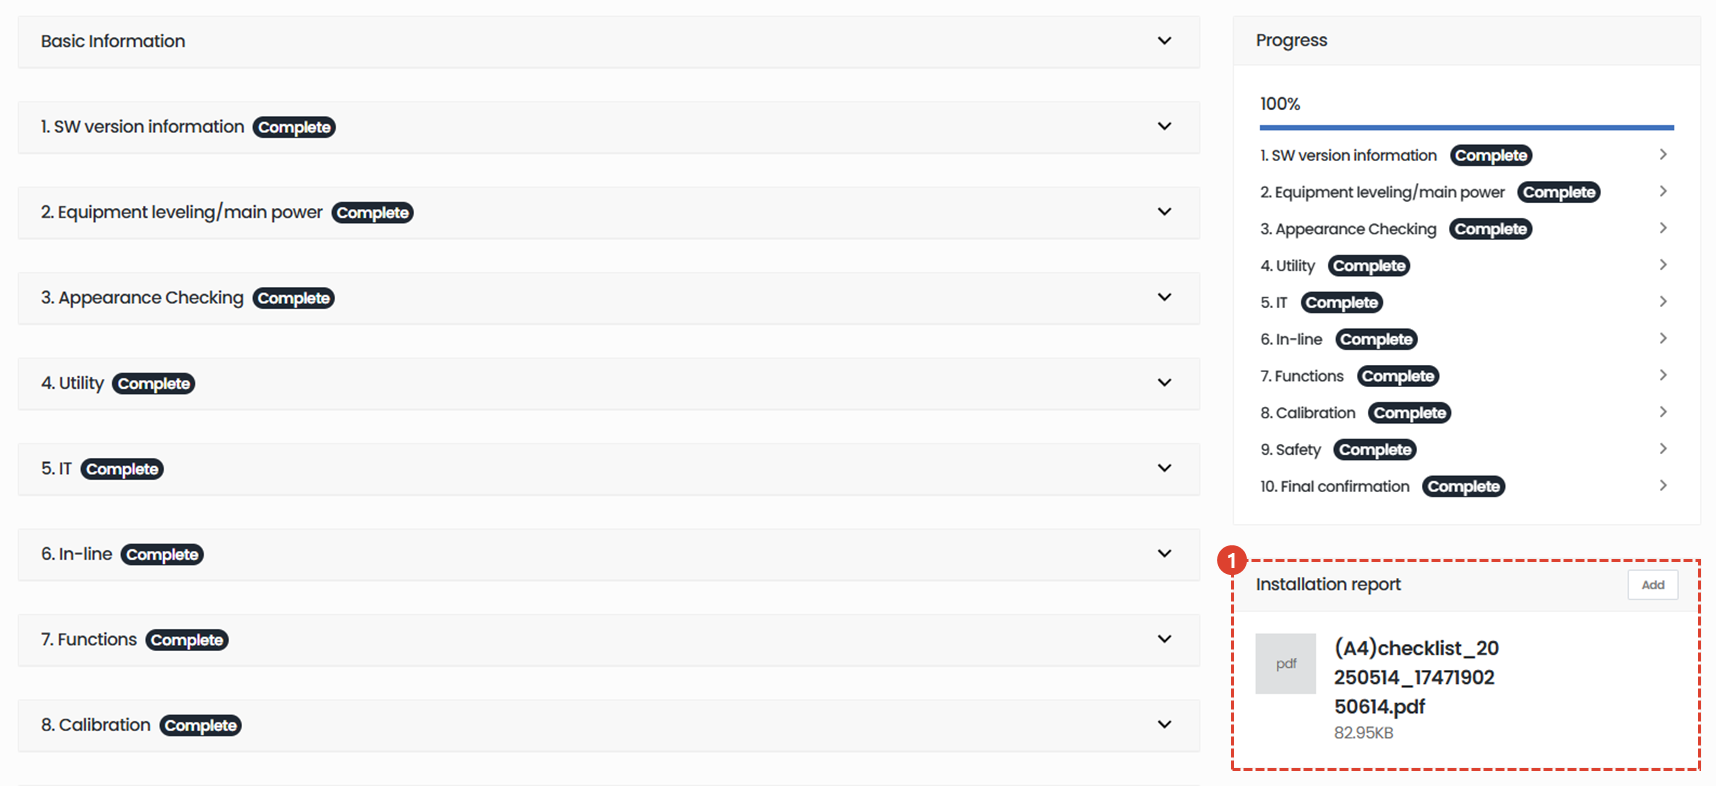 Basic Information
1. SW version information Complete
2. Equipment leveling/main power Complete
3. Appearance Checking Complete
4. Utility Complete
5. IT Complete
6. In-line Complete
7. Functions Complete
8. Calibration Complete
Progress
100%
1. SW version information Complete
2. Equipment leveling/main power Complete
3. Appearance Checking Complete
4. Utility Complete
5. IT Complete
6. In-line Complete
7. Functions Complete
8. Calibration Complete
9. Safety Complete
10. Final confirmation Complete
1
Installation report Add
pdf
(A4)checklist_20
250514_17471902
50614.pdf
82.95KB